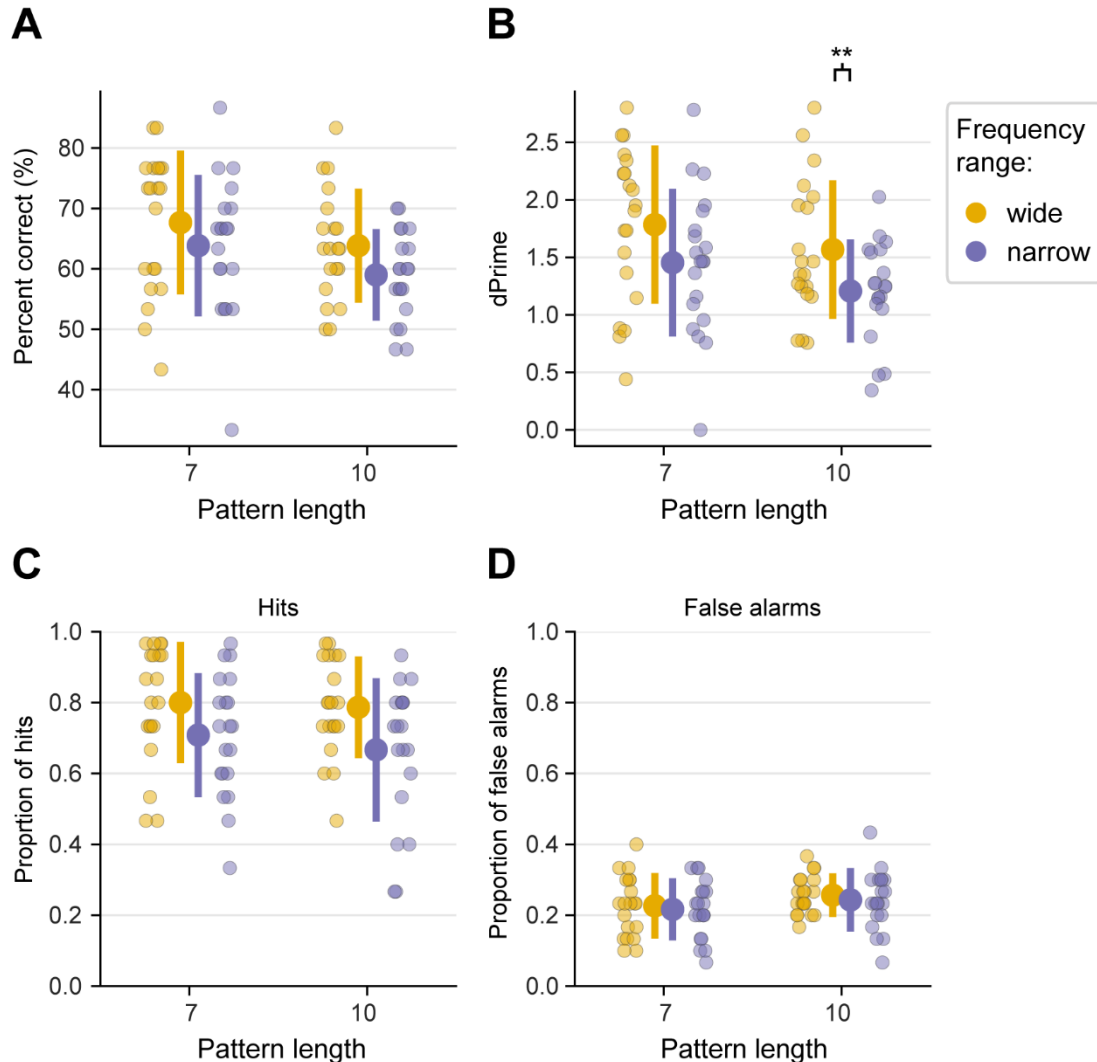 A
Percent correct (%)
80
70
60
50
40
7
10
Pattern length
B
**
dPrime
2.5
2.0
1.5
1.0
0.5
0.0
7
10
Pattern length
Frequency
range:
wide
narrow
C
Hits
Proprtion of hits
1.0
0.8
0.6
0.4
0.2
0.0
7
10
Pattern length
D
False alarms
Proportion of false alarms
1.0
0.8
0.6
0.4
0.2
0.0
7
10
Pattern length